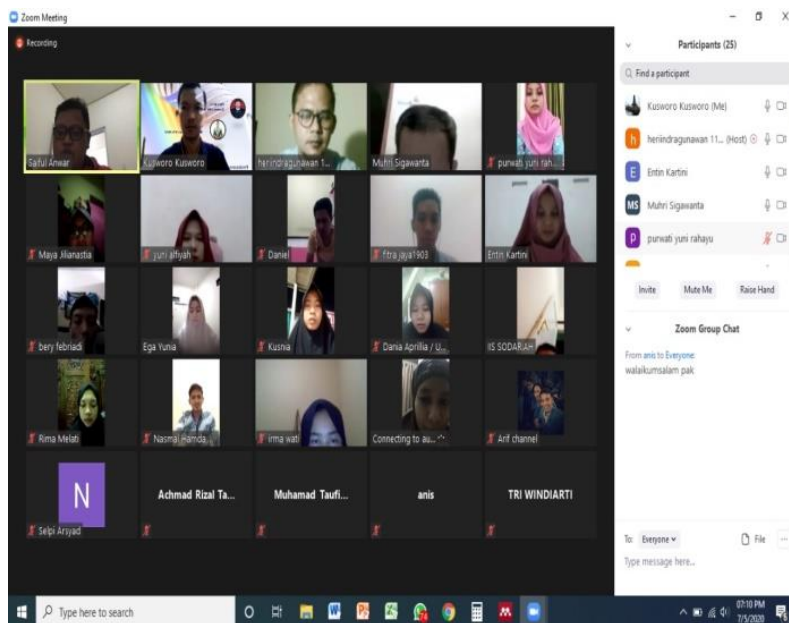 Zoom Meeting
Recording
Participants (25)
Find a participant
Kusworo Kusworo (Me)
h heriindragunawan 11... (Host)
E Entin Kartini
MS Muhri Sigawanta
p purwati yuni rahayu
Invite Mute Me Raise Hand
Zoom Group Chat
From anis to Everyone:
walaikumsalam pak
To: Everyone File ...
Type message here...
Saiful Anwar Kusworo Kusworo heriindragunawan 1... Muhri Sigawanta purwati yuni rah...
Maya Jilianastia yuni alfiyah Daniel fitra jaya1903 Entin Kartini
bery febriadi Ega Yunia Kusnia Dania Aprillia / U... IIS SODARIAH
Rima Melati Nasmal Hamda... irma wati Connecting to au... Arif channel
N
Selpi Arsyad
Achmad Rizal Ta... Muhamad Taufi... anis TRI WINDIARTI
Type here to search
07:10 PM
7/5/2020